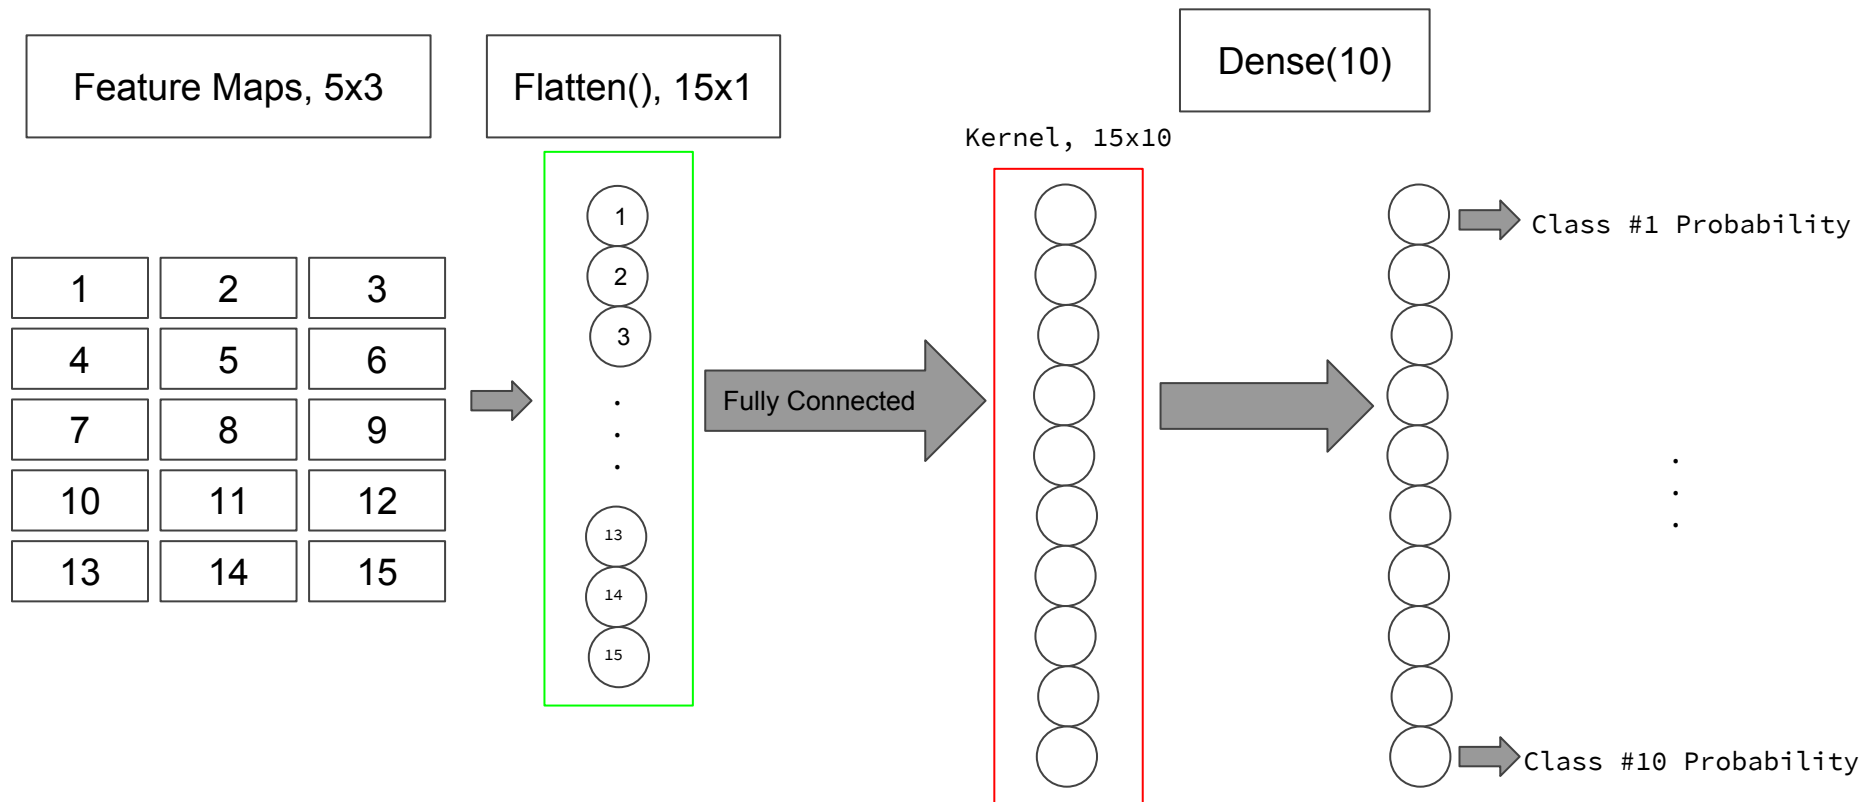 Feature Maps, 5x3
Flatten(), 15x1
Dense(10)
Kernel, 15x10
1 2 3
4 5 6
7 8 9
10 11 12
13 14 15
1
2
3
.
.
.
13
14
15
Fully Connected
Class #1 Probability
.
.
.
Class #10 Probability